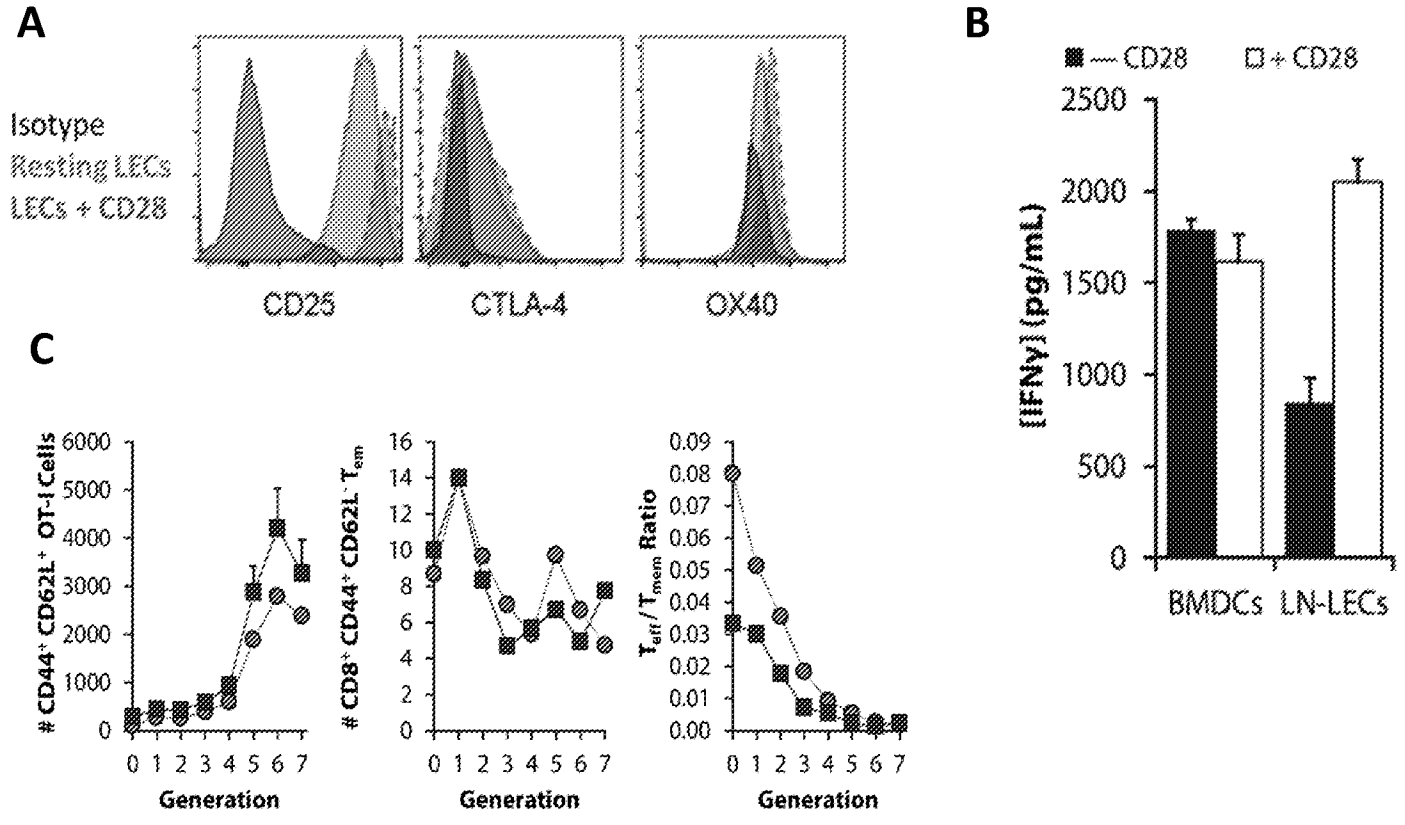 A
Isotype
Resting LECs
LECs + CD28
CD25
CTLA-4
OX40
B
— CD28
+ CD28
[IFNγ] (pg/mL)
2500
2000
1500
1000
500
0
BMDCs
LN-LECs
C
# CD44+ CD62L+ OT-I Cells
6000
5000
4000
3000
2000
1000
0
0 1 2 3 4 5 6 7
Generation
# CD8+ CD44+ CD62L- Tem
16
14
12
10
8
6
4
2
0
0 1 2 3 4 5 6 7
Generation
Teff/Tmem Ratio
0.09
0.08
0.07
0.06
0.05
0.04
0.03
0.02
0.01
0.00
0 1 2 3 4 5 6 7
Generation